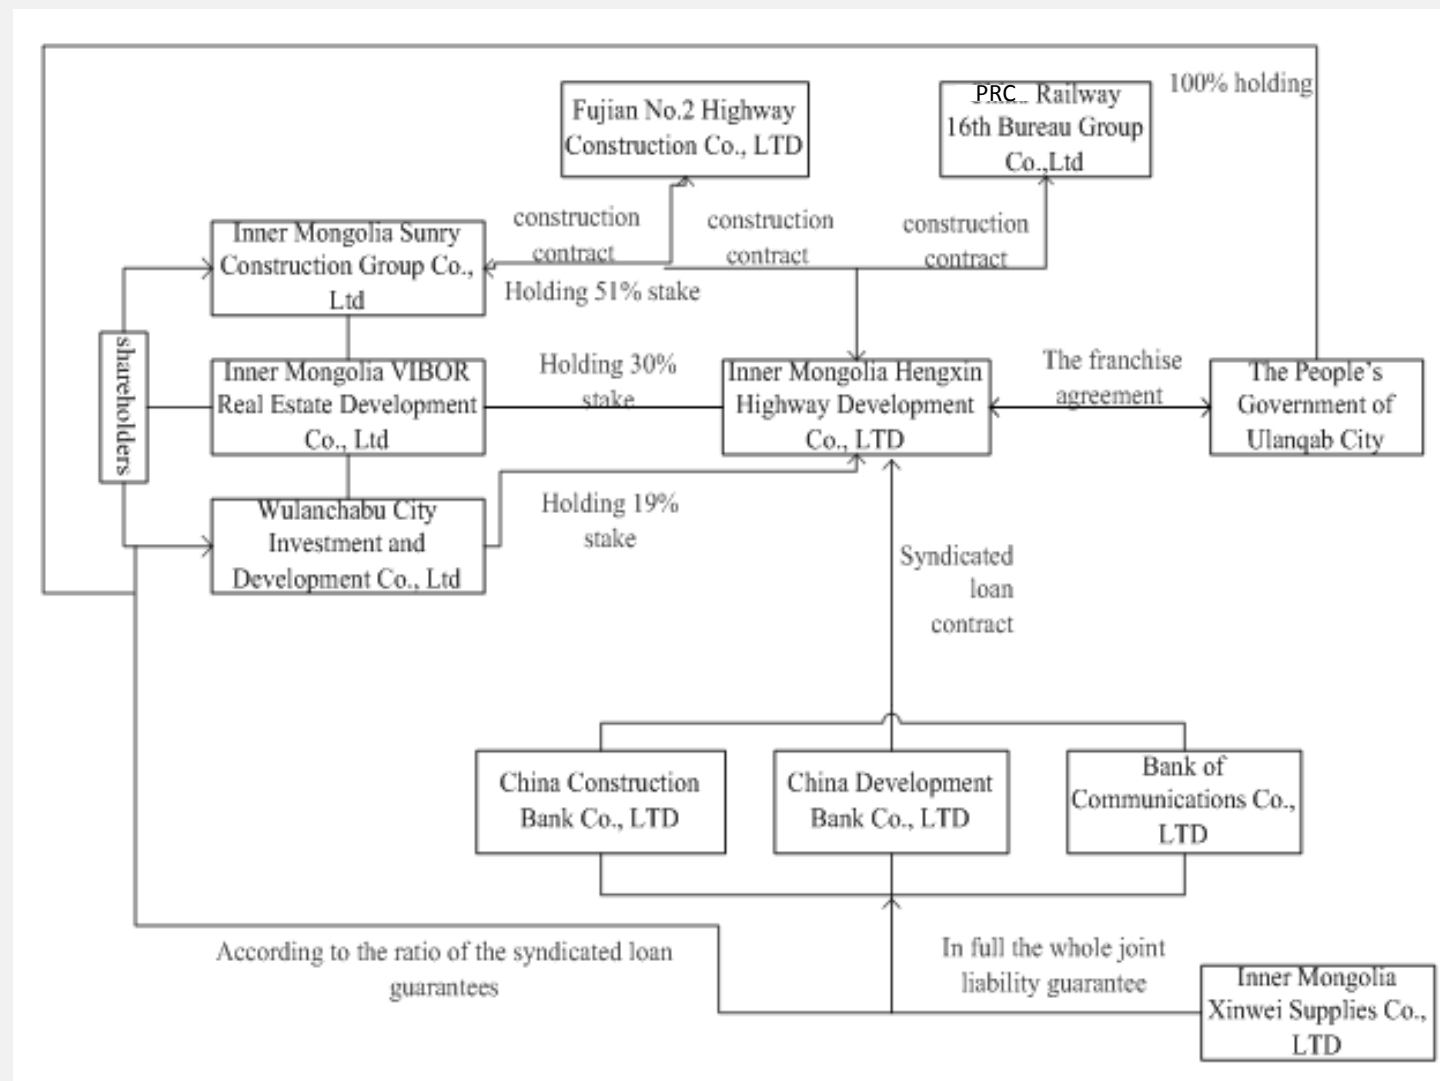 100% holding
Fujian No.2 Highway
Construction Co., LTD
PRC Railway
16th Bureau Group
Co.,Ltd
construction
contract
construction
contract
construction
contract
Inner Mongolia Sunry
Construction Group Co.,
Ltd
Holding 51% stake
shareholders
Inner Mongolia VIBOR
Real Estate Development
Co., Ltd
Holding 30%
stake
Inner Mongolia Hengxin
Highway Development
Co., LTD
The franchise
agreement
The People's
Government of
Ulanqab City
Wulanchabu City
Investment and
Development Co., Ltd
Holding 19%
stake
Syndicated
loan
contract
China Construction
Bank Co., LTD
China Development
Bank Co., LTD
Bank of
Communications Co.,
LTD
According to the ratio of the syndicated loan
guarantees
In full the whole joint
liability guarantee
Inner Mongolia
Xinwei Supplies Co.,
LTD